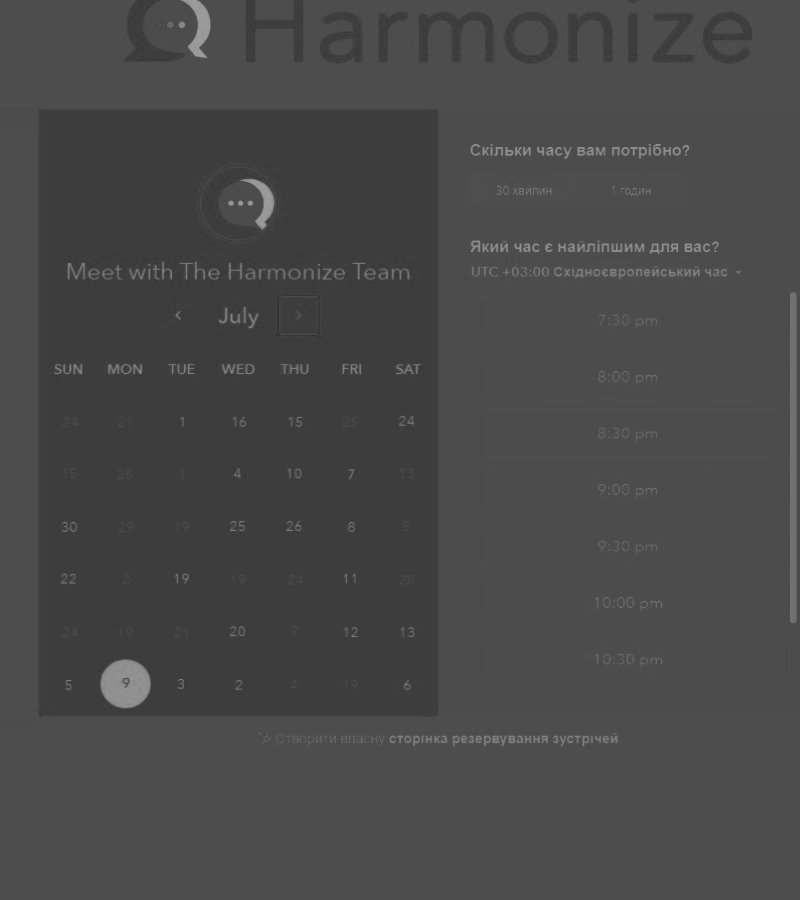 Harmonize
Meet with The Harmonize Team
July
SUN MON TUE WED THU FRI SAT
24 21 1 16 15 25 24
15 25 1 4 10 7 13
30 29 19 25 26 8 5
22 2 19 19 24 11 28
24 19 21 20 7 12 13
5 9 3 2 4 19 6
Скільки часу вам потрібно?
30 хвилин 1 годин
Який час є найліпшим для вас?
UTC +03:00 Східноєвропейський час
7:30 pm
8:00 pm
8:30 pm
9:00 pm
9:30 pm
10:00 pm
10:30 pm
Створити власну сторінка резервування зустрічей